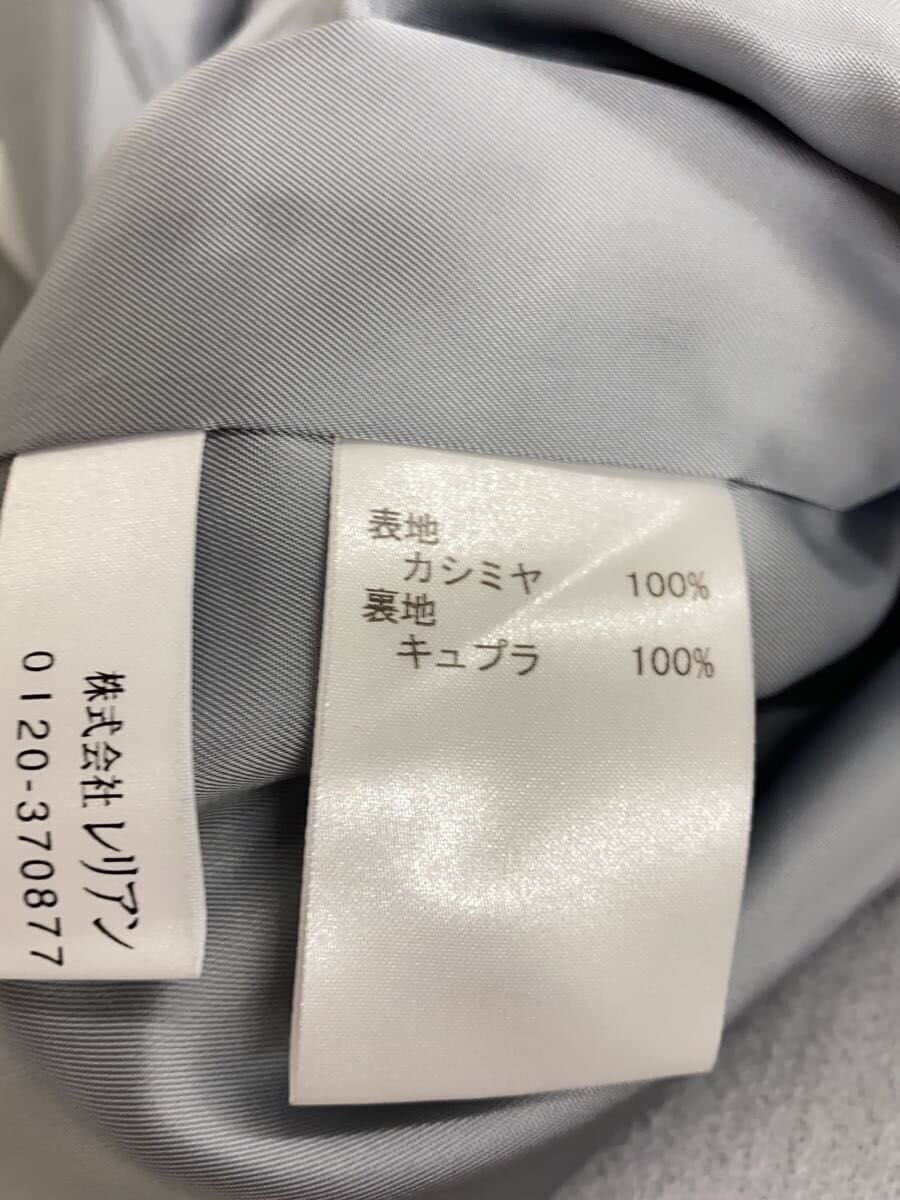 表地
カシミヤ 100%
裏地
キュプラ 100%
株式会社レリアン
0120-370877